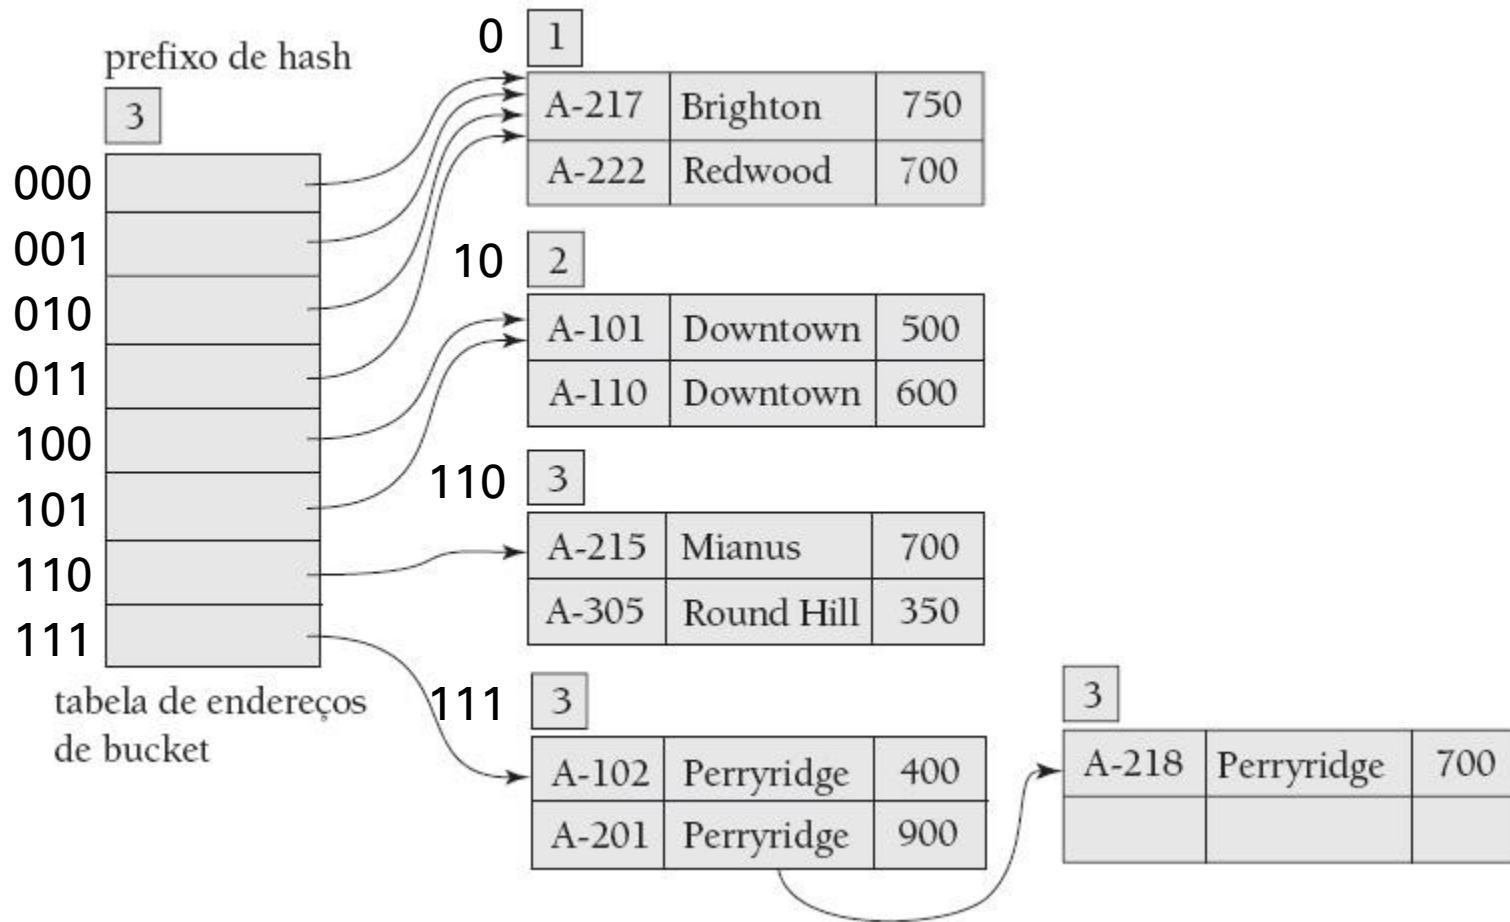 prefixo de hash
3
000
001
010
011
100
101
110
111
tabela de endereços
de bucket
0 1
A-217 Brighton 750
A-222 Redwood 700
10 2
A-101 Downtown 500
A-110 Downtown 600
110 3
A-215 Mianus 700
A-305 Round Hill 350
111 3
A-102 Perryridge 400
A-201 Perryridge 900
3
A-218 Perryridge 700